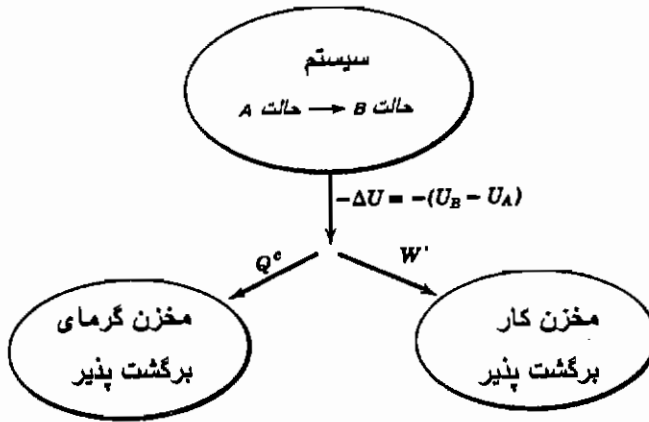 سیستم
حالت A → حالت B
−ΔU = −(U_B − U_A)
Q^c
W'
مخزن گرمای
برگشت پذیر
مخزن کار
برگشت پذیر